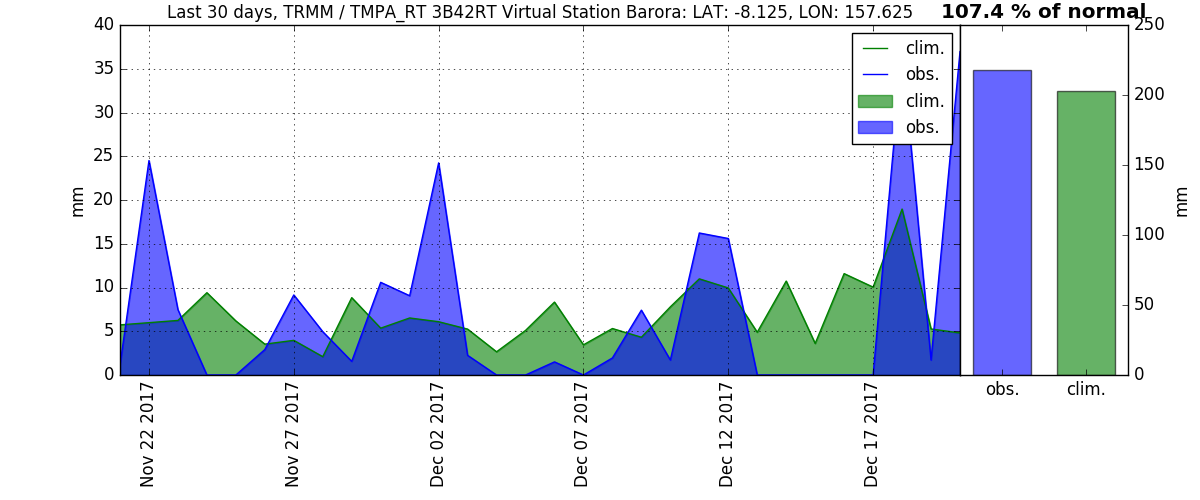 Last 30 days, TRMM / TMPA_RT 3B42RT Virtual Station Barora: LAT: -8.125, LON: 157.625
107.4 % of normal
40
35
30
25
20
15
10
5
0
mm
clim.
obs.
clim.
obs.
Nov 22 2017
Nov 27 2017
Dec 02 2017
Dec 07 2017
Dec 12 2017
Dec 17 2017
250
200
150
100
50
0
mm
obs.
clim.